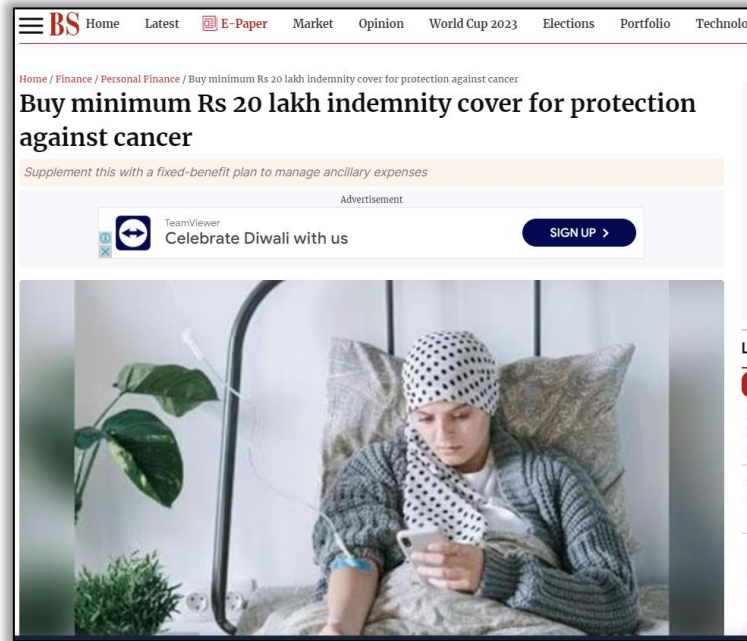 BS Home Latest E-Paper Market Opinion World Cup 2023 Elections Portfolio Technolo
Home / Finance / Personal Finance / Buy minimum Rs 20 lakh indemnity cover for protection against cancer
Buy minimum Rs 20 lakh indemnity cover for protection
against cancer
Supplement this with a fixed-benefit plan to manage ancillary expenses
Advertisement
TeamViewer
Celebrate Diwali with us
SIGN UP >
L